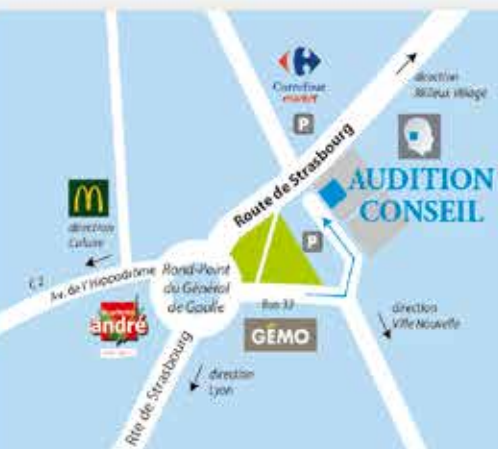 Carrefour
market
P
direction
Rillieux Village
Route de Strasbourg
AUDITION
CONSEIL
M
direction
Caluire
P
Av. de l'Hippodrome
Rond-Point
du Général
de Gaulle
andré
Bus 33
GÉMO
direction
Ville Nouvelle
direction
Lyon
Rte de Strasbourg